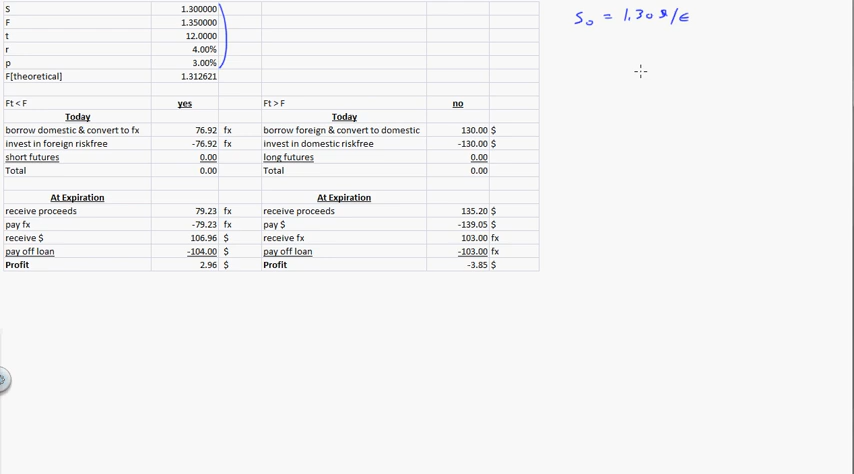 S 1.300000 S₀ = 1.30 $/€
F 1.350000
t 12.0000
r 4.00%
p 3.00%
F[theoretical] 1.312621
Ft < F yes Ft > F no
Today Today
borrow domestic & convert to fx 76.92 fx borrow foreign & convert to domestic 130.00 $
invest in foreign riskfree -76.92 fx invest in domestic riskfree -130.00 $
short futures 0.00 long futures 0.00
Total 0.00 Total 0.00
At Expiration At Expiration
receive proceeds 79.23 fx receive proceeds 135.20 $
pay fx -79.23 fx pay $ -139.05 $
receive $ 106.96 $ receive fx 103.00 fx
pay off loan -104.00 $ pay off loan -103.00 fx
Profit 2.96 $ Profit -3.85 $